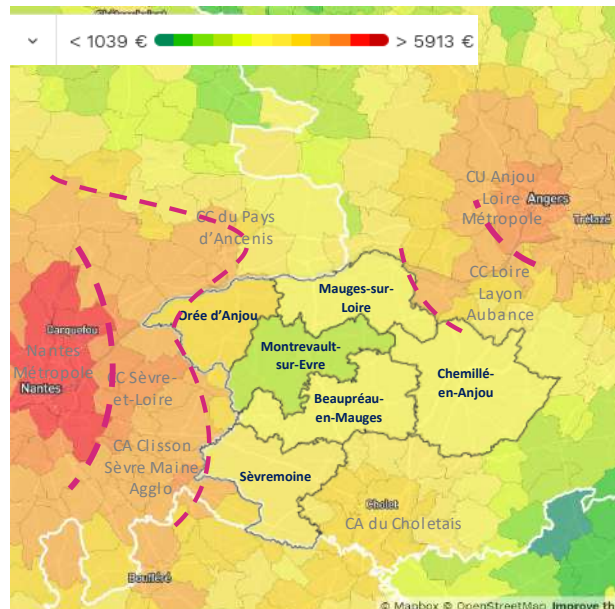 < 1039 € > 5913 €
CU Anjou
Loire
Métropole
Angers
Trélazé
CC du Pays
d'Ancenis
CC Loire
Layon
Aubance
Mauges-sur-
Loire
Orée d'Anjou
Montrevault-
sur-Evre
Chemillé-
en-Anjou
Carquefou
Nantes
Métropole
Nantes
CC Sèvre-
et-Loire
Beaupréau-
en-Mauges
CA Clisson
Sèvre Maine
Agglo
Sèvremoine
Cholet
CA du Choletais
Boufféré
© Mapbox © OpenStreetMap Improve th